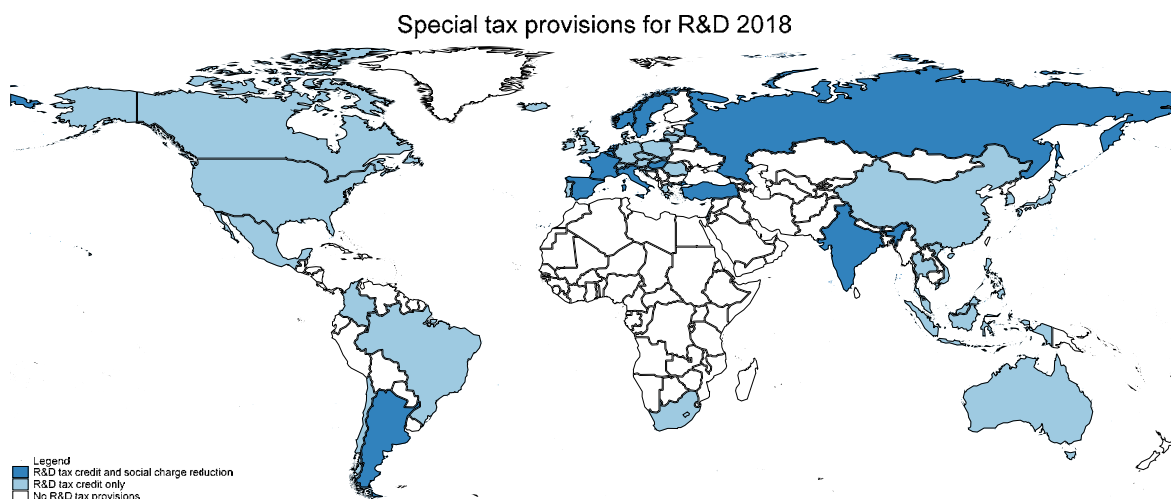 Special tax provisions for R&D 2018
Legend
R&D tax credit and social charge reduction
R&D tax credit only
No R&D tax provisions